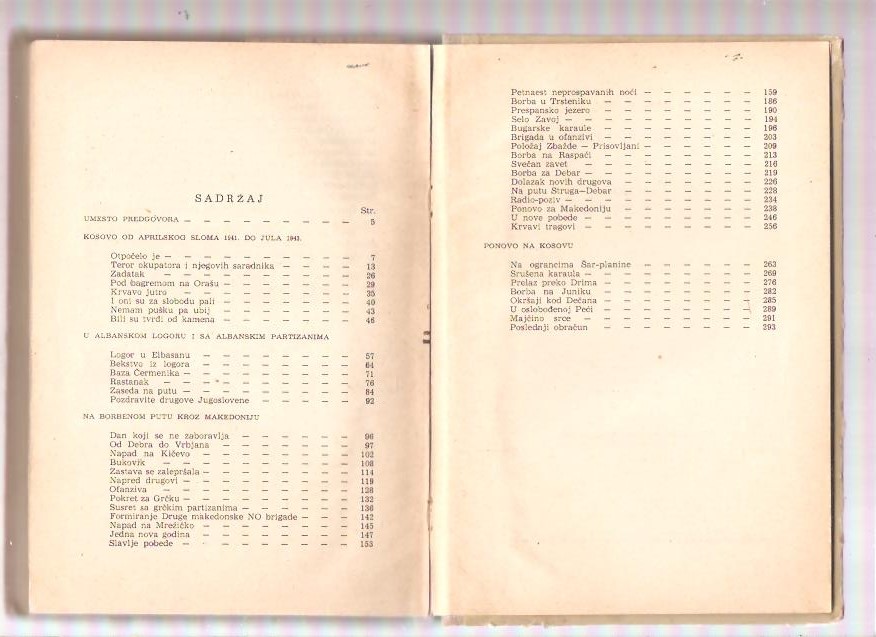 SADRŽAJ
Str.
UMESTO PREDGOVORA — — — — — — — — — 5
KOSOVO OD APRILSKOG SLOMA 1941. DO JULA 1943.
Otpočelo je — — — — — — — — — 7
Teror okupatora i njegovih saradnika — — — — 13
Zadatak — — — — — — — — — 26
Pod bagremom na Orašu — — — — — — — 29
Krvavo jutro — — — — — — — — — 35
I oni su za slobodu pali — — — — — — — 40
Nemam pušku pa ubij — — — — — — — 43
Bili su tvrđi od kamena — — — — — — — 46
U ALBANSKOM LOGORU I SA ALBANSKIM PARTIZANIMA
Logor u Elbasanu — — — — — — — — 57
Bekstvo iz logora — — — — — — — — 64
Baza Čermenika — — — — — — — — — 71
Rastanak — — — — — — — — — — 76
Zaseda na putu — — — — — — — — — 84
Pozdravite drugove Jugoslovene — — — — — 92
NA BORBENOM PUTU KROZ MAKEDONIJU
Dan koji se ne zaboravlja — — — — — — 96
Od Debra do Vrbjana — — — — — — — 97
Napad na Kičevo — — — — — — — — 102
Bukovik — — — — — — — — — — 108
Zastava se zalepršala — — — — — — — — 114
Napred drugovi — — — — — — — — — 119
Ofanziva — — — — — — — — — — 128
Pokret za Grčku — — — — — — — — — 132
Susret sa grčkim partizanima — — — — — — 136
Formiranje Druge makedonske NO brigade — — — 142
Napad na Mrežičko — — — — — — — — 145
Jedna nova godina — — — — — — — — 147
Slavlje pobede — — — — — — — — — 153
Petnaest neprospavanih noći — — — — — — 159
Borba u Trsteniku — — — — — — — — 186
Prespansko jezero — — — — — — — — 190
Selo Zavoj — — — — — — — — — — 194
Bugarske karaule — — — — — — — — 196
Brigada u ofanzivi — — — — — — — — 203
Položaj Zbažde — Prisovljani — — — — — — 209
Borba na Raspaći — — — — — — — — 213
Svečan zavet — — — — — — — — — 216
Borba za Debar — — — — — — — — — 219
Dolazak novih drugova — — — — — — — 226
Na putu Struga—Debar — — — — — — — 228
Radio-poziv — — — — — — — — — — 234
Ponovo za Makedoniju — — — — — — — 238
U nove pobede — — — — — — — — — 246
Krvavi tragovi — — — — — — — — — 256
PONOVO NA KOSOVU
Na ograncima Šar-planine — — — — — — 263
Srušena karaula — — — — — — — — — 269
Prelaz preko Drima — — — — — — — — 276
Borba na Juniku — — — — — — — — 282
Okršaji kod Dečana — — — — — — — — 285
U oslobođenoj Peći — — — — — — — — 289
Majčino srce — — — — — — — — — 291
Poslednji obračun — — — — — — — — 293